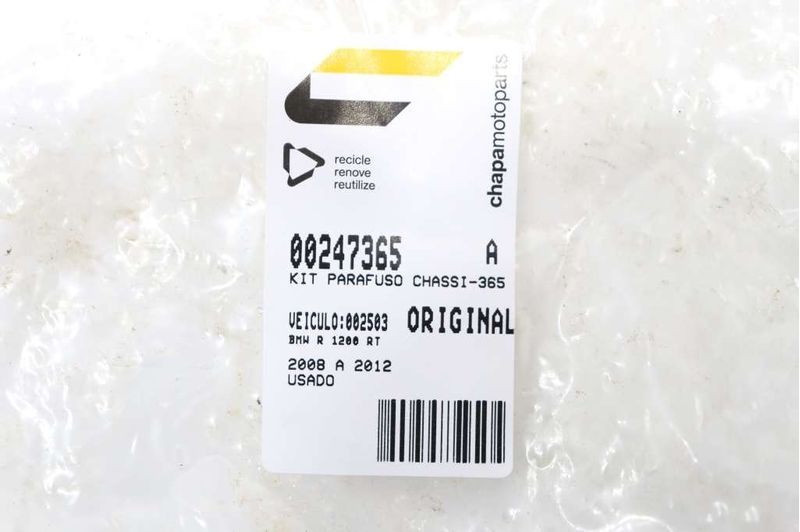 chapamotoparts
recicle
renove
reutilize
00247365 A
KIT PARAFUSO CHASSI-365
VEICULO:002503 ORIGINAL
BMW R 1200 RT
2008 A 2012
USADO